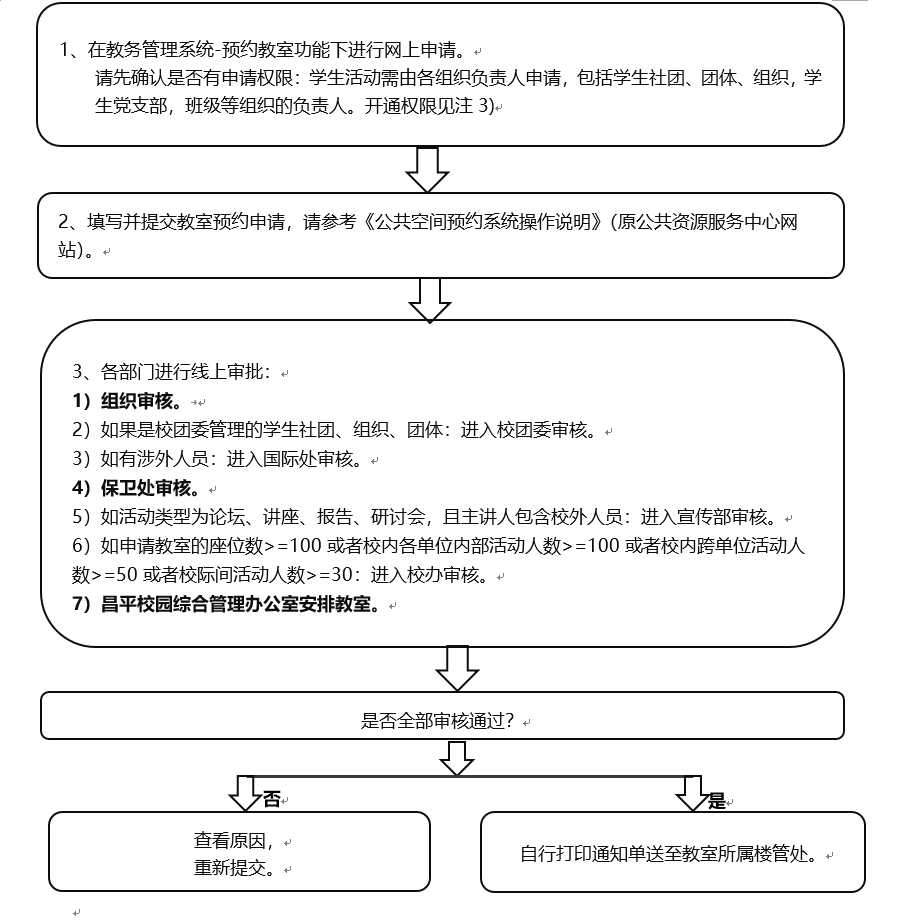 1、在教务管理系统-预约教室功能下进行网上申请。
请先确认是否有申请权限：学生活动需由各组织负责人申请，包括学生社团、团体、组织，学
生党支部，班级等组织的负责人。开通权限见注 3)
2、填写并提交教室预约申请，请参考《公共空间预约系统操作说明》（原公共资源服务中心网
站）。
3、各部门进行线上审批：
1）组织审核。
2）如果是校团委管理的学生社团、组织、团体：进入校团委审核。
3）如有涉外人员：进入国际处审核。
4）保卫处审核。
5）如活动类型为论坛、讲座、报告、研讨会，且主讲人包含校外人员：进入宣传部审核。
6）如申请教室的座位数>=100 或者校内各单位内部活动人数>=100 或者校内跨单位活动人
数>=50 或者校际间活动人数>=30：进入校办审核。
7）昌平校园综合管理办公室安排教室。
是否全部审核通过？
否
是
查看原因，
重新提交。
自行打印通知单送至教室所属楼管处。